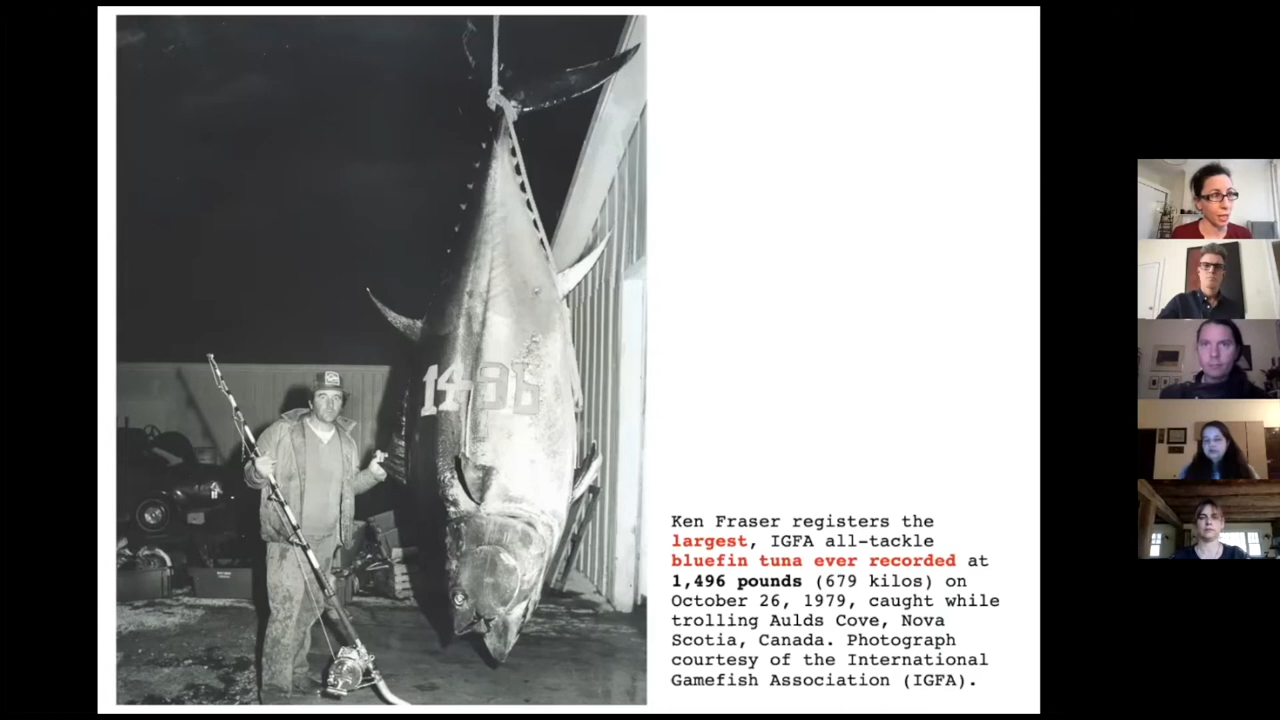 1496
Ken Fraser registers the
largest, IGFA all-tackle
bluefin tuna ever recorded at
1,496 pounds (679 kilos) on
October 26, 1979, caught while
trolling Aulds Cove, Nova
Scotia, Canada. Photograph
courtesy of the International
Gamefish Association (IGFA).